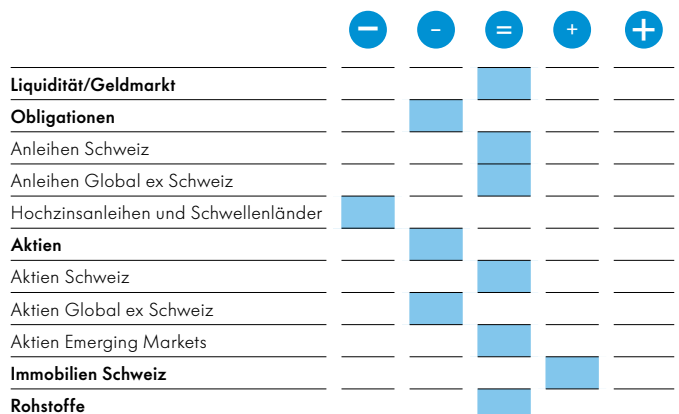 − - = + +
Liquidität/Geldmarkt
Obligationen
Anleihen Schweiz
Anleihen Global ex Schweiz
Hochzinsanleihen und Schwellenländer
Aktien
Aktien Schweiz
Aktien Global ex Schweiz
Aktien Emerging Markets
Immobilien Schweiz
Rohstoffe